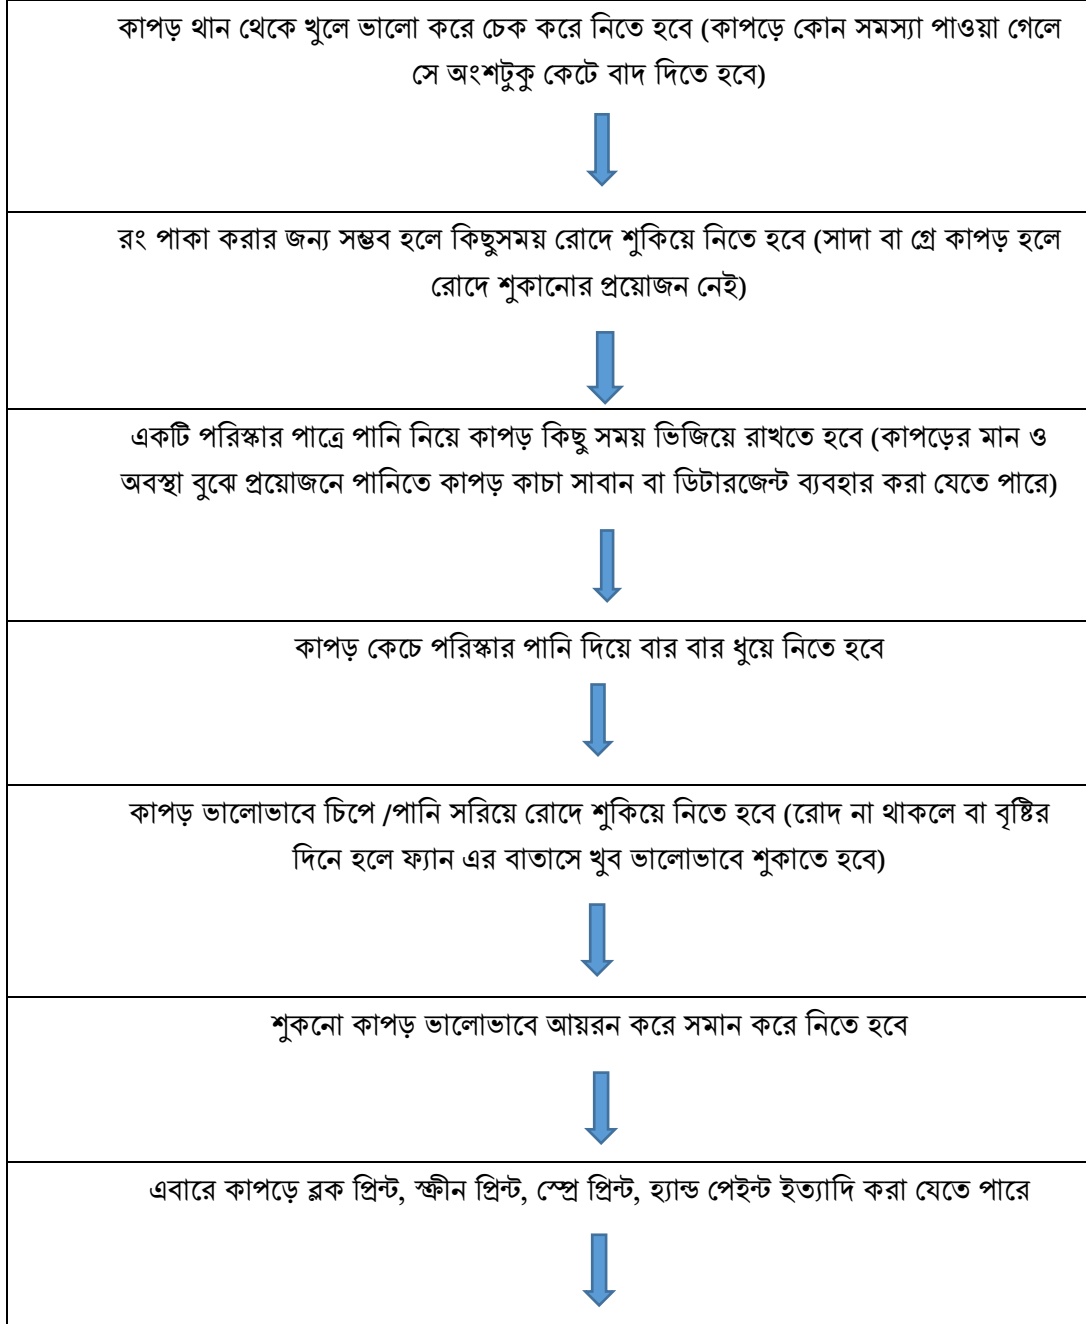 কাপড় থান থেকে খুলে ভালো করে চেক করে নিতে হবে (কাপড়ে কোন সমস্যা পাওয়া গেলে
সে অংশটুকু কেটে বাদ দিতে হবে)
রং পাকা করার জন্য সম্ভব হলে কিছুসময় রোদে শুকিয়ে নিতে হবে (সাদা বা গ্রে কাপড় হলে
রোদে শুকানোর প্রয়োজন নেই)
একটি পরিস্কার পাত্রে পানি নিয়ে কাপড় কিছু সময় ভিজিয়ে রাখতে হবে (কাপড়ের মান ও
অবস্থা বুঝে প্রয়োজনে পানিতে কাপড় কাচা সাবান বা ডিটারজেন্ট ব্যবহার করা যেতে পারে)
কাপড় কেচে পরিস্কার পানি দিয়ে বার বার ধুয়ে নিতে হবে
কাপড় ভালোভাবে চিপে /পানি সরিয়ে রোদে শুকিয়ে নিতে হবে (রোদ না থাকলে বা বৃষ্টির
দিনে হলে ফ্যান এর বাতাসে খুব ভালোভাবে শুকাতে হবে)
শুকনো কাপড় ভালোভাবে আয়রন করে সমান করে নিতে হবে
এবারে কাপড়ে ব্লক প্রিন্ট, স্ক্রীন প্রিন্ট, স্প্রে প্রিন্ট, হ্যান্ড পেইন্ট ইত্যাদি করা যেতে পারে